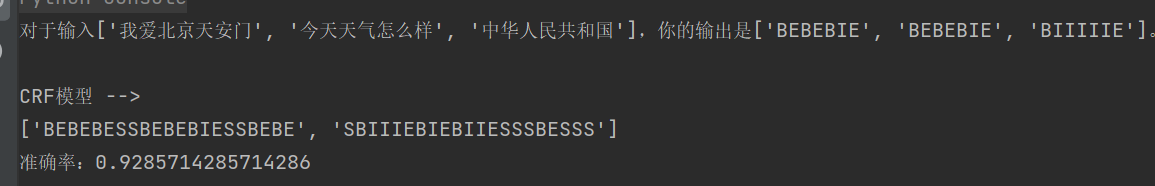 Python Console
对于输入['我爱北京天安门', '今天天气怎么样', '中华人民共和国']，你的输出是['BEBEBIE', 'BEBEBIE', 'BIIIIIE']。
CRF模型 -->
['BEBEBESSBEBEBIESSBEBE', 'SBIIIEBIEBIIESSSBESSS']
准确率：0.9285714285714286